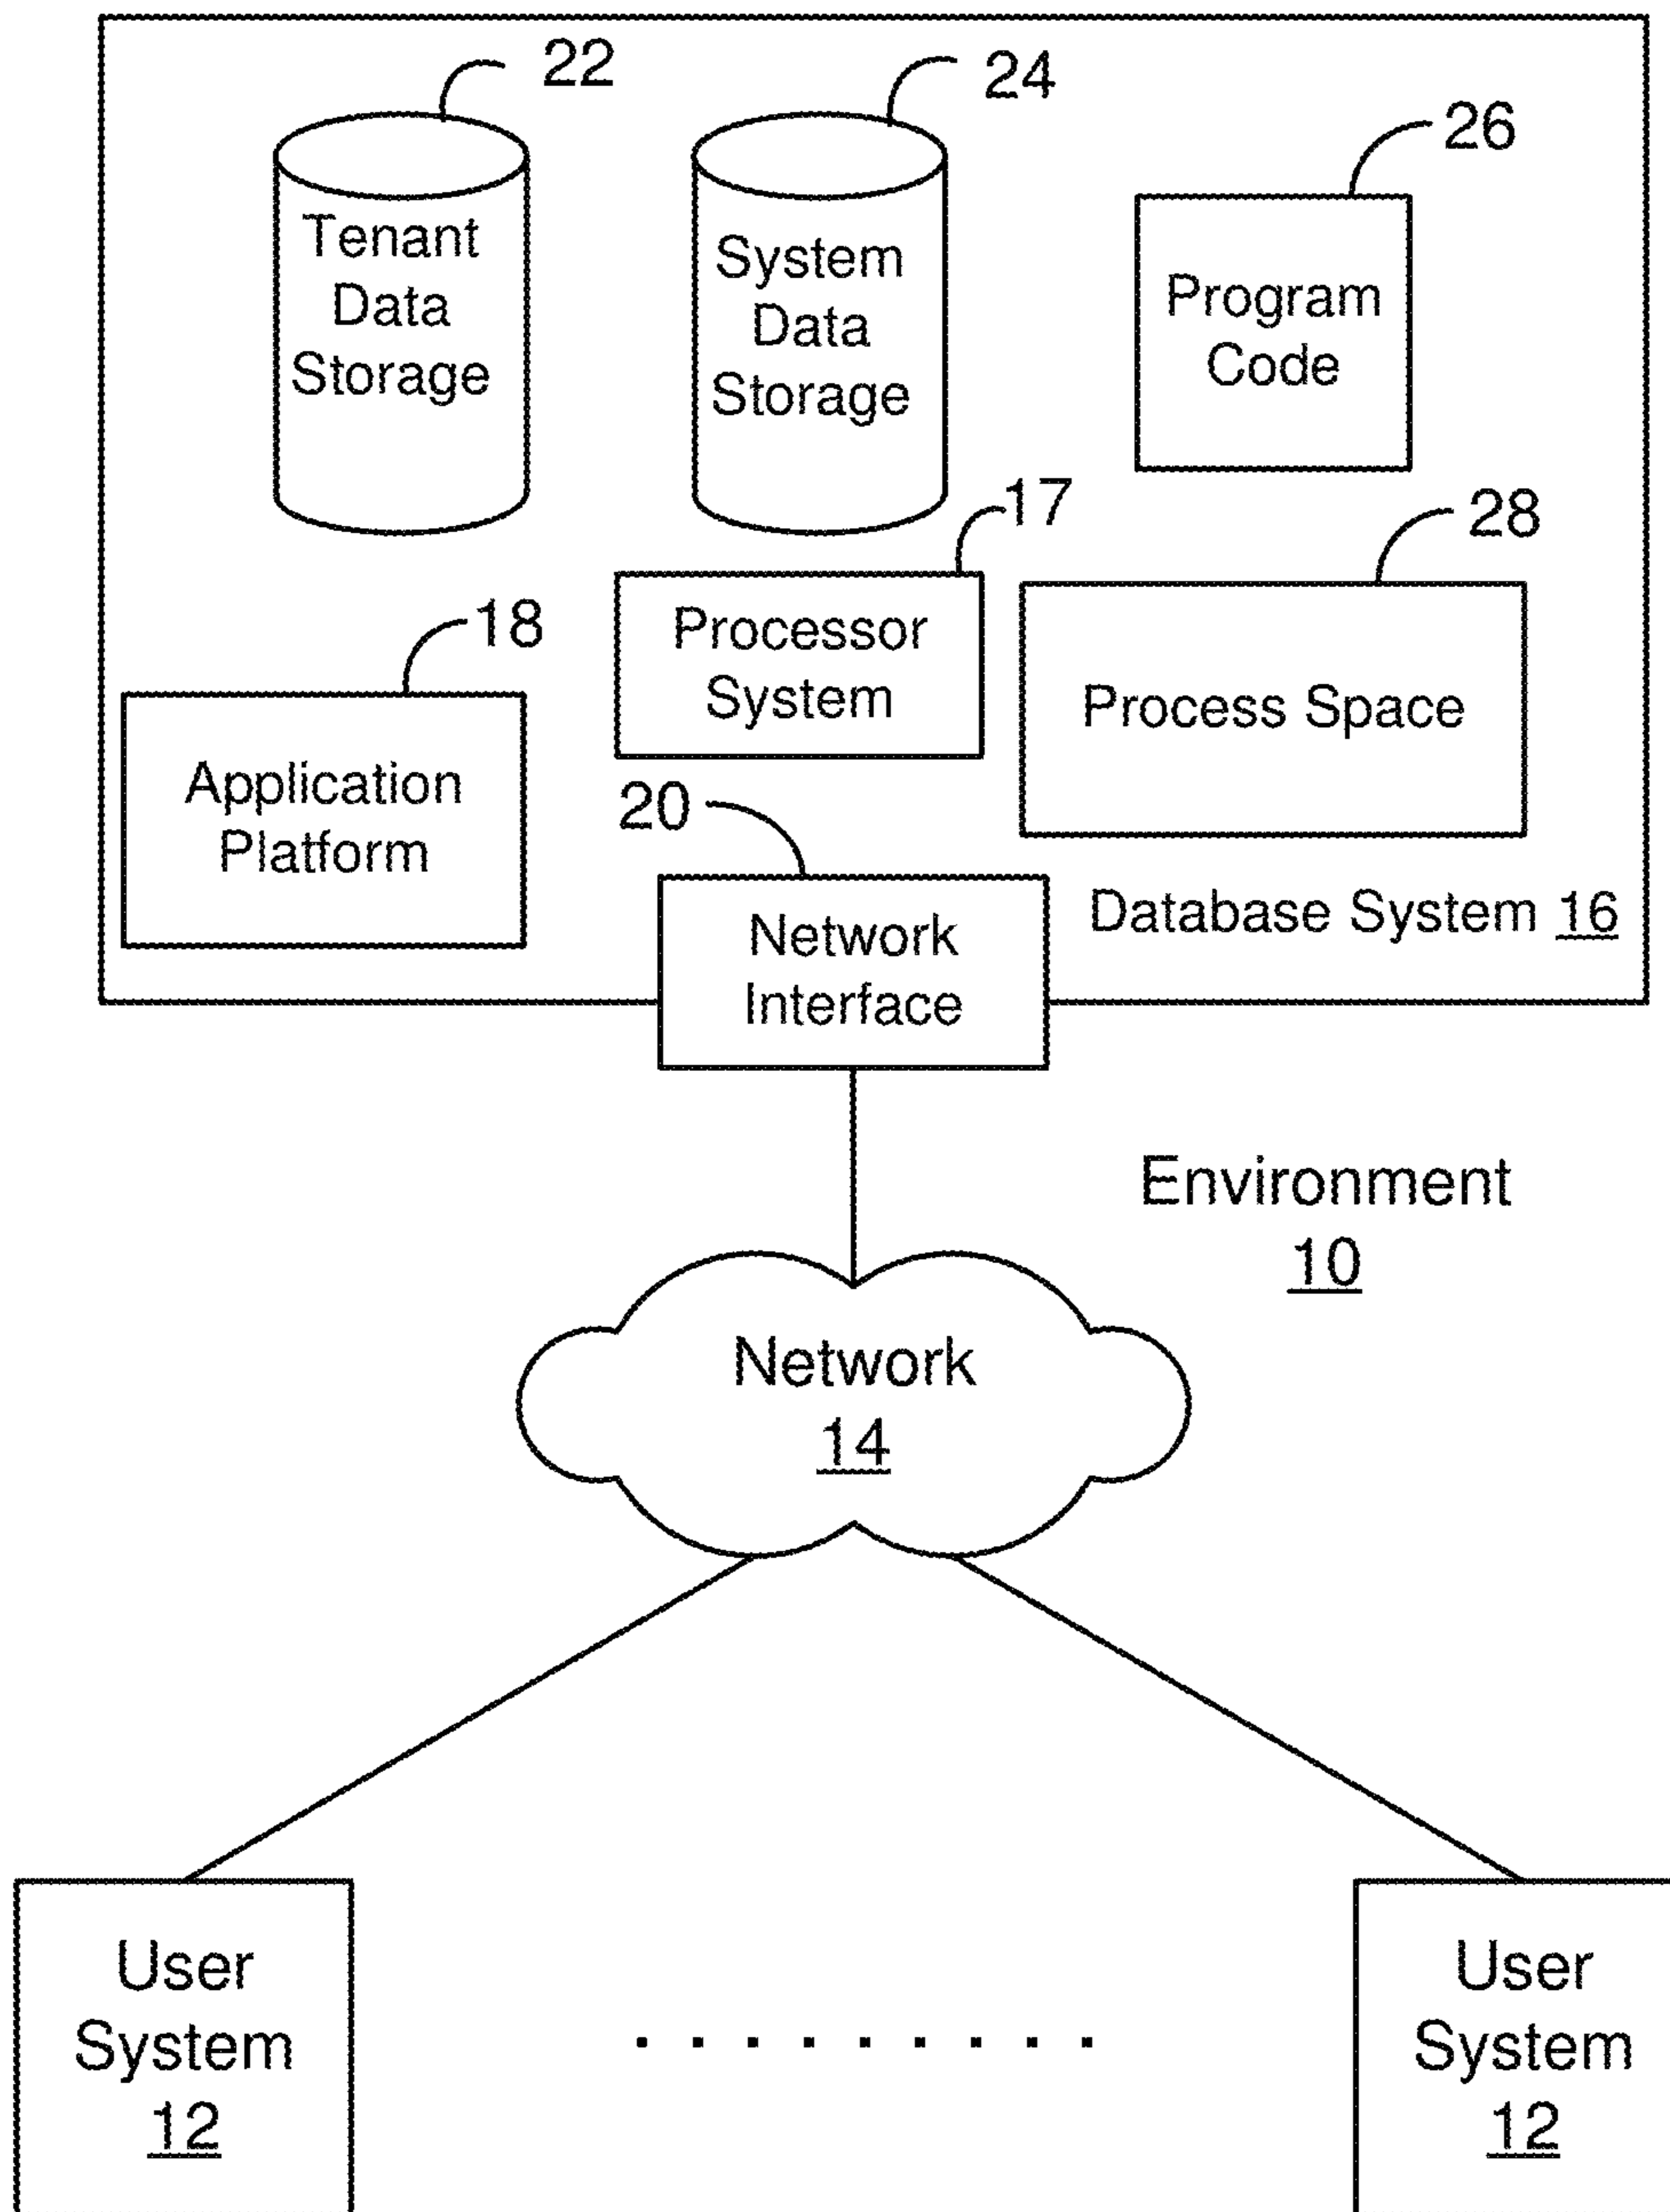 22
24
26
Tenant
Data
Storage
System
Data
Storage
Program
Code
17
28
18
Processor
System
Process Space
Application
Platform
20
Database System 16
Network
Interface
Environment
10
Network
14
User
System
12
User
System
12